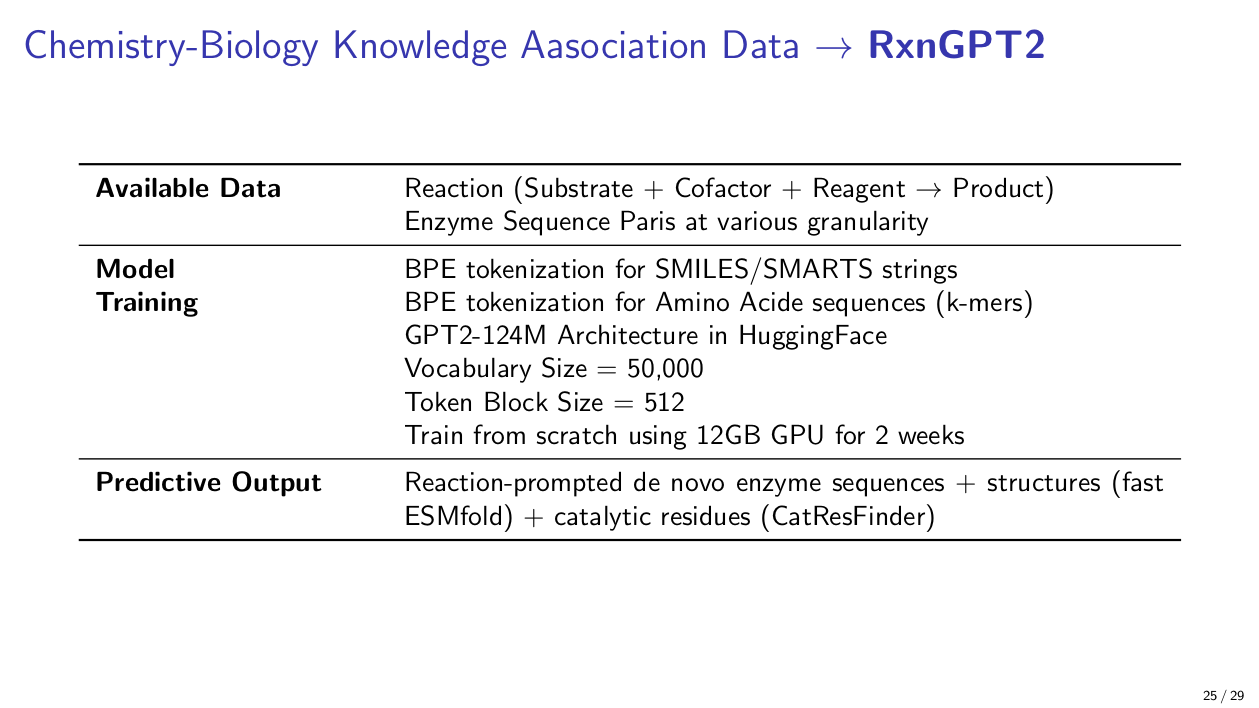 Chemistry-Biology Knowledge Aasociation Data → RxnGPT2
Available Data
Reaction (Substrate + Cofactor + Reagent → Product)
Enzyme Sequence Paris at various granularity
Model
Training
BPE tokenization for SMILES/SMARTS strings
BPE tokenization for Amino Acide sequences (k-mers)
GPT2-124M Architecture in HuggingFace
Vocabulary Size = 50,000
Token Block Size = 512
Train from scratch using 12GB GPU for 2 weeks
Predictive Output
Reaction-prompted de novo enzyme sequences + structures (fast
ESMfold) + catalytic residues (CatResFinder)
25 / 29